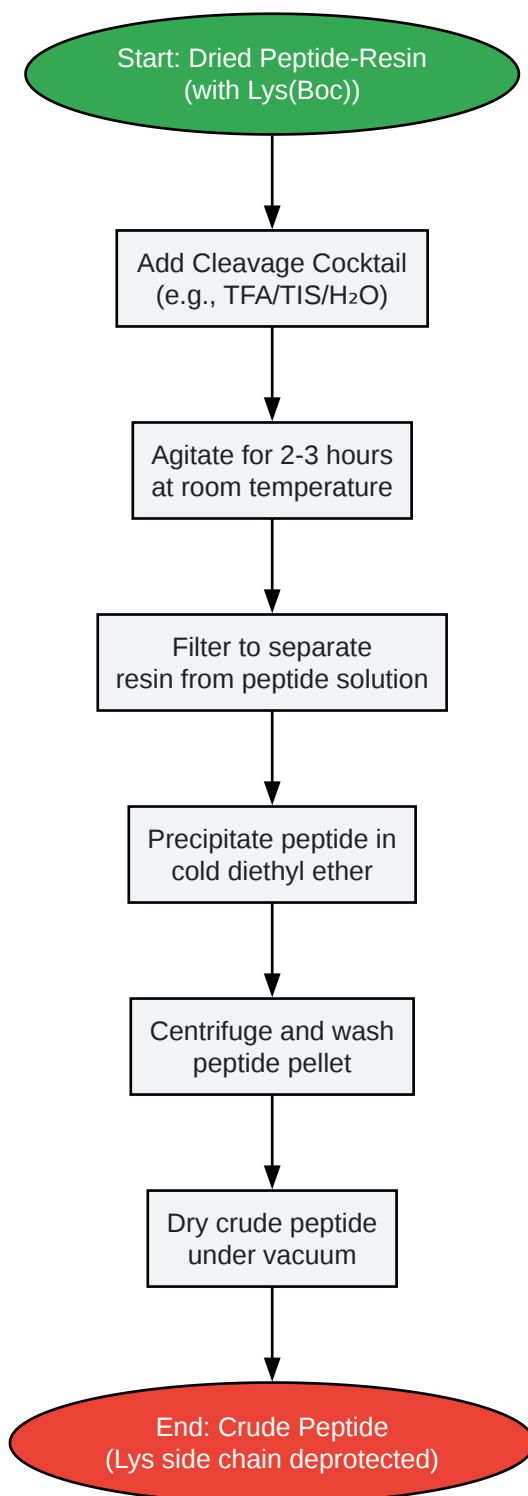 Start: Dried Peptide-Resin
(with Lys(Boc))
Add Cleavage Cocktail
(e.g., TFA/TIS/H₂O)
Agitate for 2-3 hours
at room temperature
Filter to separate
resin from peptide solution
Precipitate peptide in
cold diethyl ether
Centrifuge and wash
peptide pellet
Dry crude peptide
under vacuum
End: Crude Peptide
(Lys side chain deprotected)